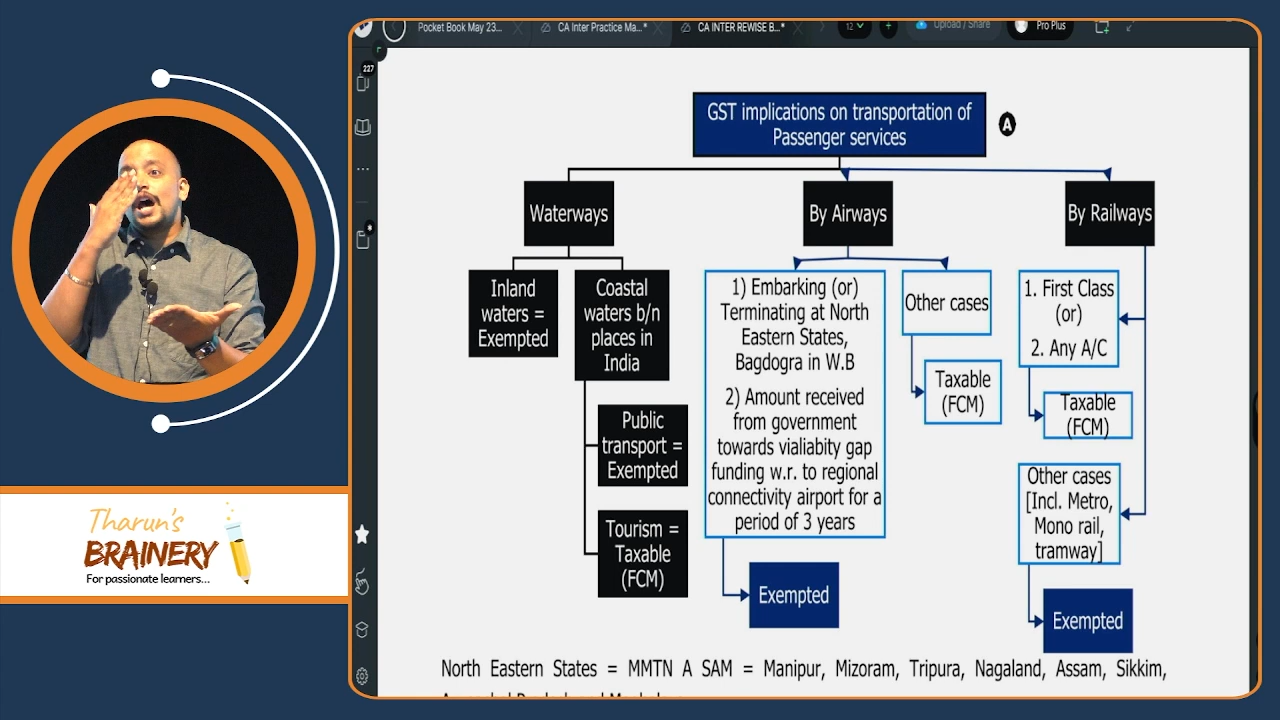 Pocket Book May 23...
CA Inter Practice Ma...*
CA INTER REWISE B...*
12
Upload / Share
Pro Plus
227
GST implications on transportation of
Passenger services
A
Waterways
By Airways
By Railways
Inland
waters =
Exempted
Coastal
waters b/n
places in
India
Public
transport =
Exempted
Tourism =
Taxable
(FCM)
1) Embarking (or)
Terminating at North
Eastern States,
Bagdogra in W.B
2) Amount received
from government
towards vialiabity gap
funding w.r. to regional
connectivity airport for a
period of 3 years
Exempted
Other cases
Taxable
(FCM)
1. First Class
(or)
2. Any A/C
Taxable
(FCM)
Other cases
[Incl. Metro,
Mono rail,
tramway]
Exempted
North Eastern States = MMTN A SAM = Manipur, Mizoram, Tripura, Nagaland, Assam, Sikkim,
Tharun's
BRAINERY
For passionate learners...